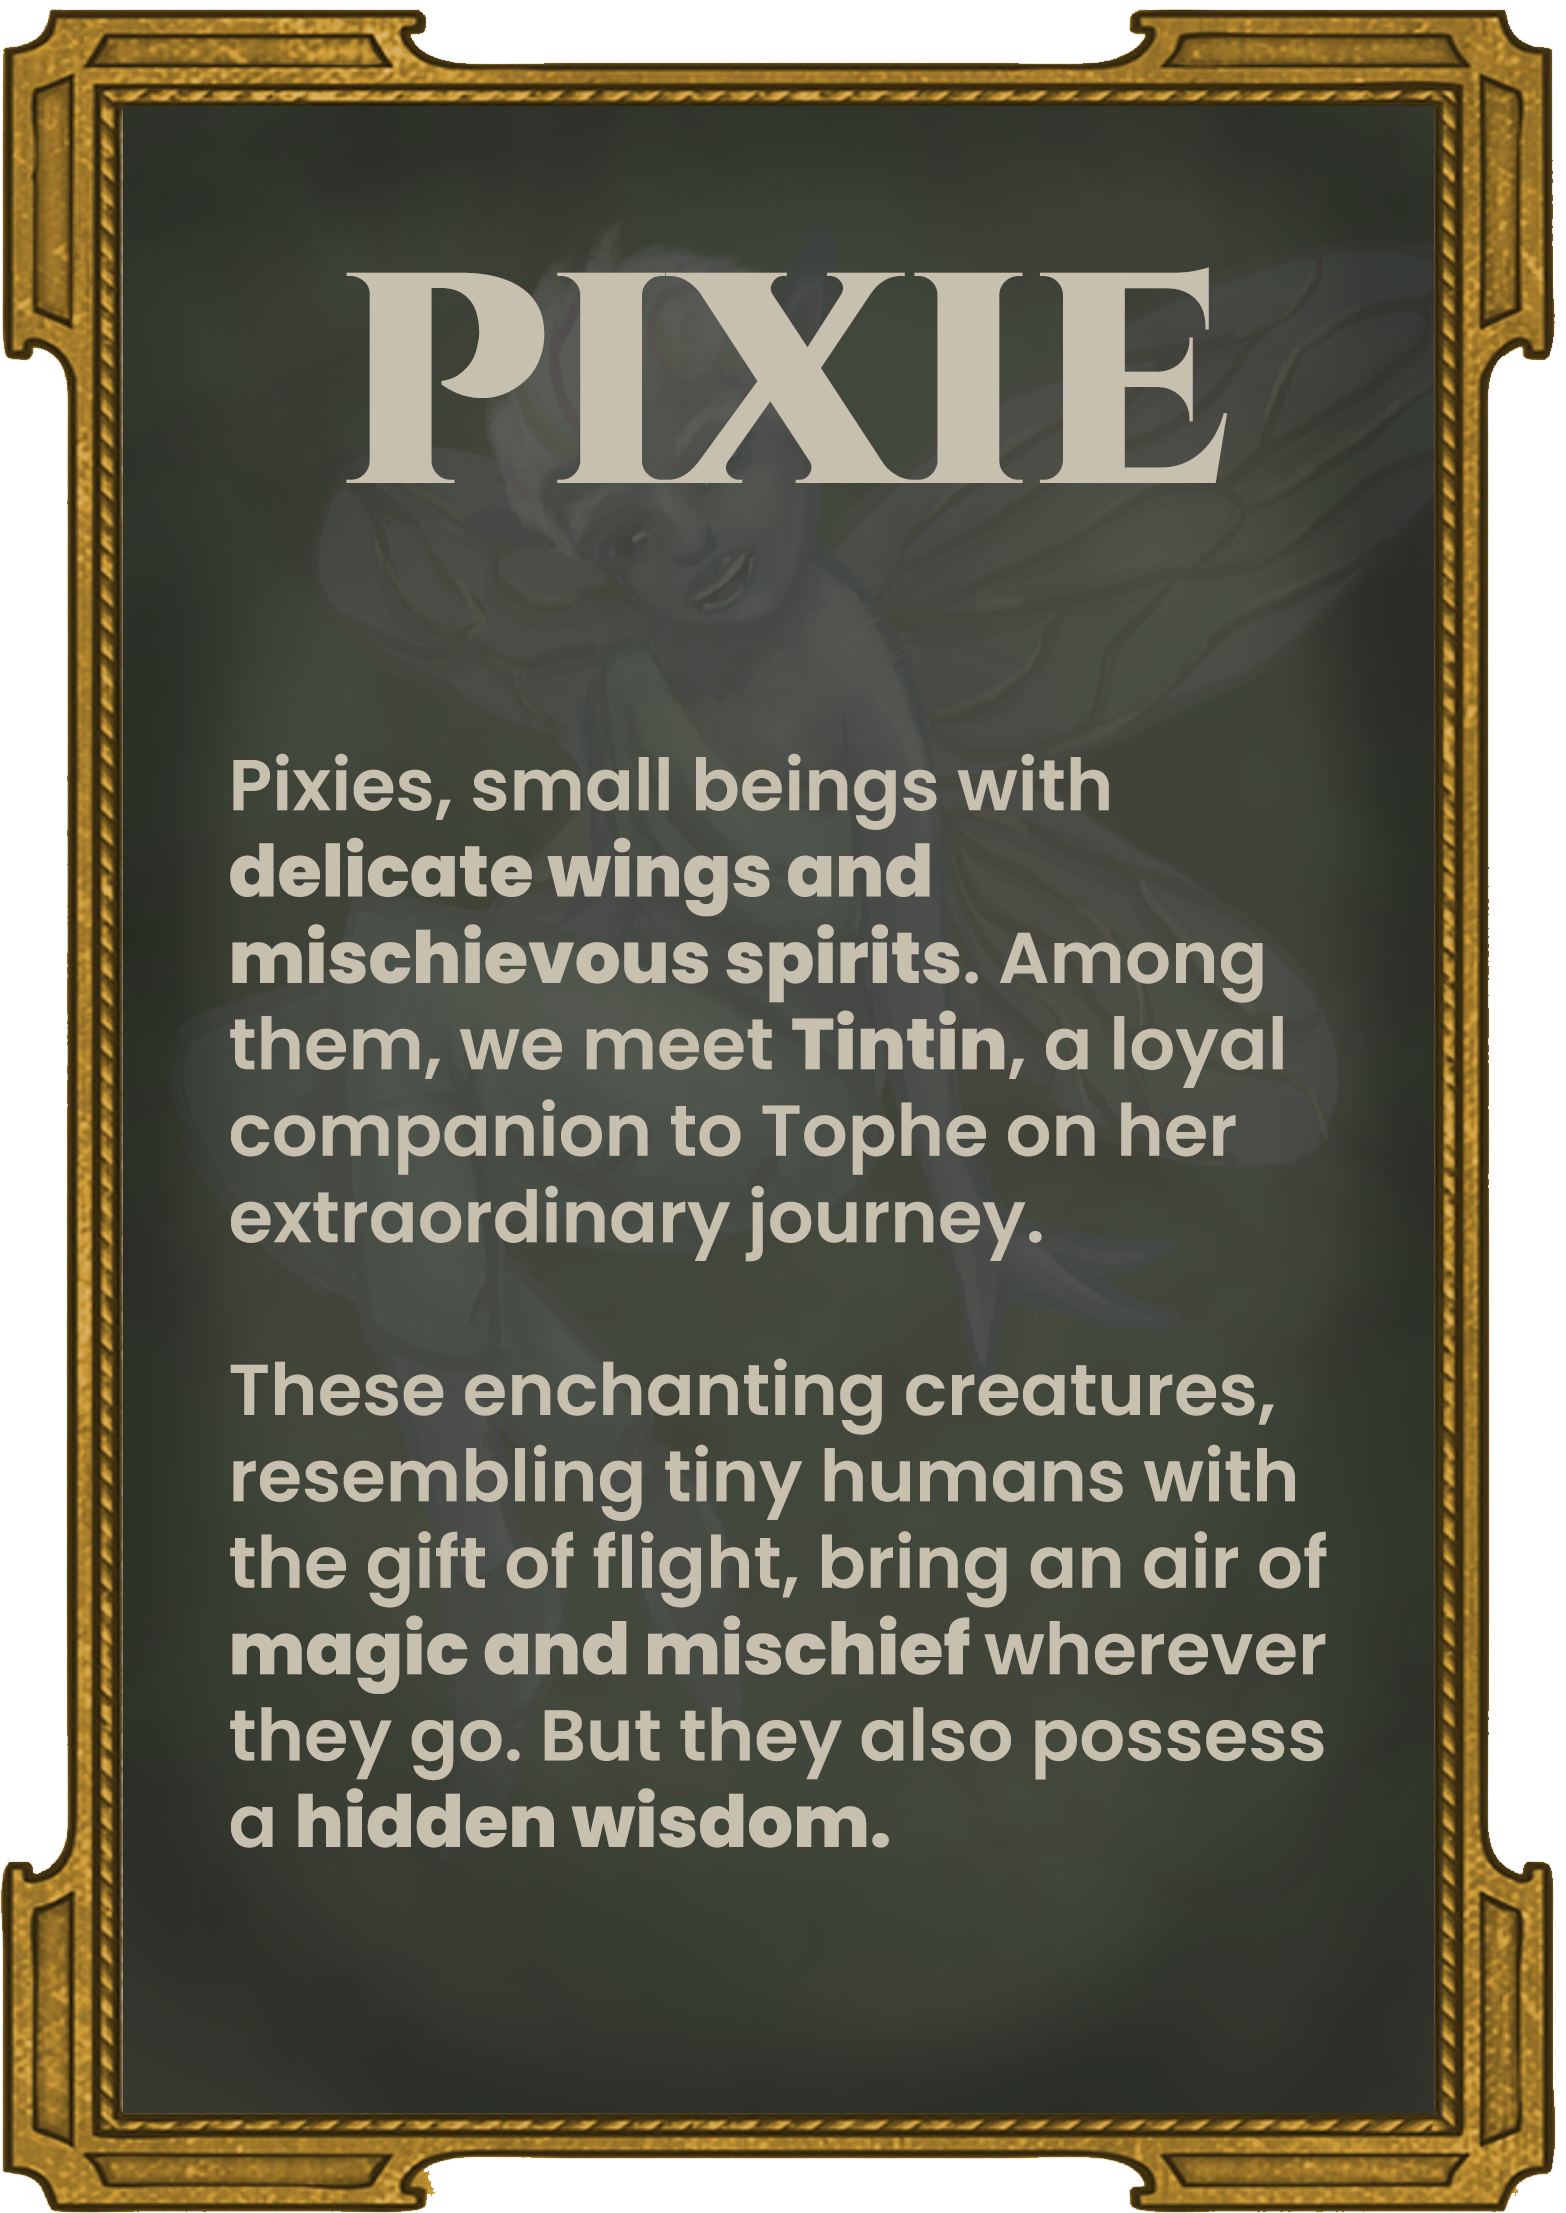 PIXIE
Pixies, small beings with
delicate wings and
mischievous spirits. Among
them, we meet Tintin, a loyal
companion to Tophe on her
extraordinary journey.
These enchanting creatures,
resembling tiny humans with
the gift of flight, bring an air of
magic and mischief wherever
they go. But they also possess
a hidden wisdom.